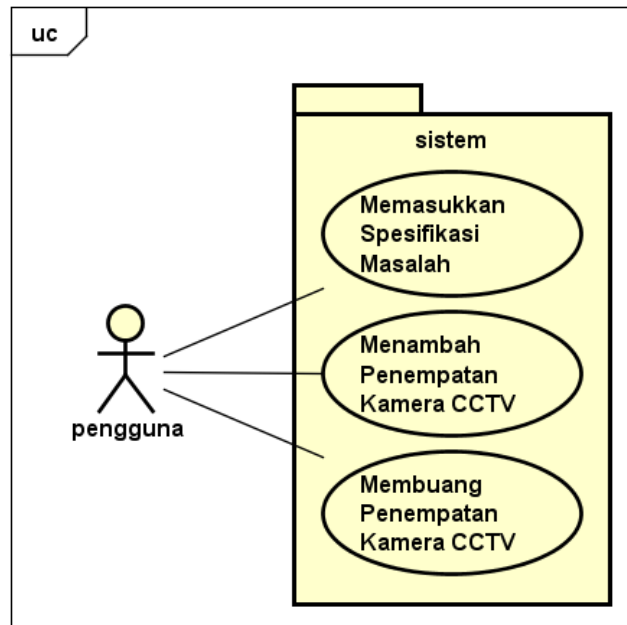 uc
sistem
Memasukkan
Spesifikasi
Masalah
Menambah
Penempatan
Kamera CCTV
pengguna
Membuang
Penempatan
Kamera CCTV